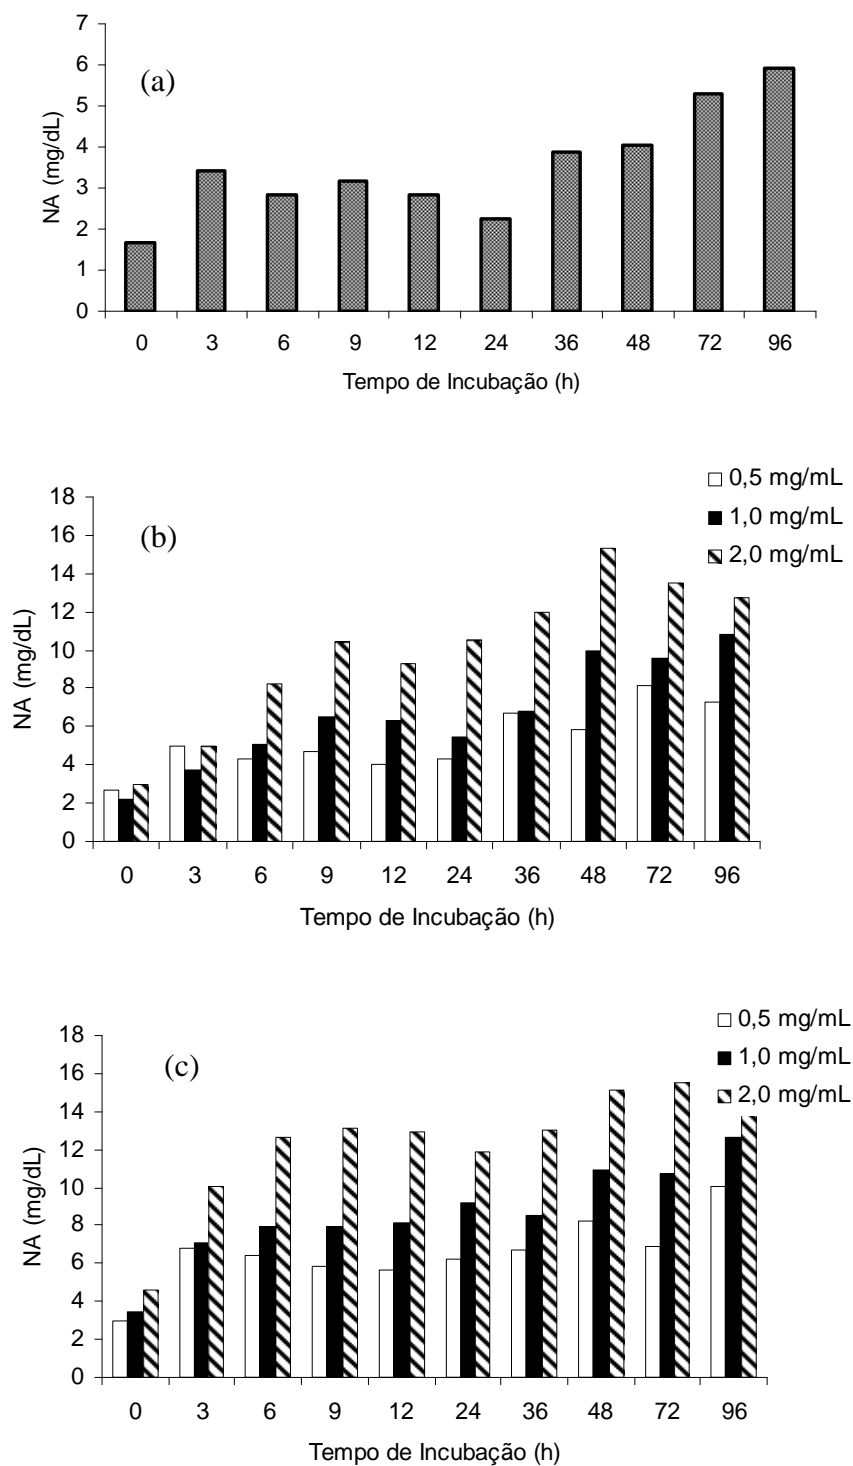 7
6
5
4
3
2
1
0
NA (mg/dL)
(a)
0 3 6 9 12 24 36 48 72 96
Tempo de Incubação (h)
0,5 mg/mL
1,0 mg/mL
2,0 mg/mL
18
16
14
12
10
8
6
4
2
0
NA (mg/dL)
(b)
0 3 6 9 12 24 36 48 72 96
Tempo de Incubação (h)
0,5 mg/mL
1,0 mg/mL
2,0 mg/mL
18
16
14
12
10
8
6
4
2
0
NA (mg/dL)
(c)
0 3 6 9 12 24 36 48 72 96
Tempo de Incubação (h)